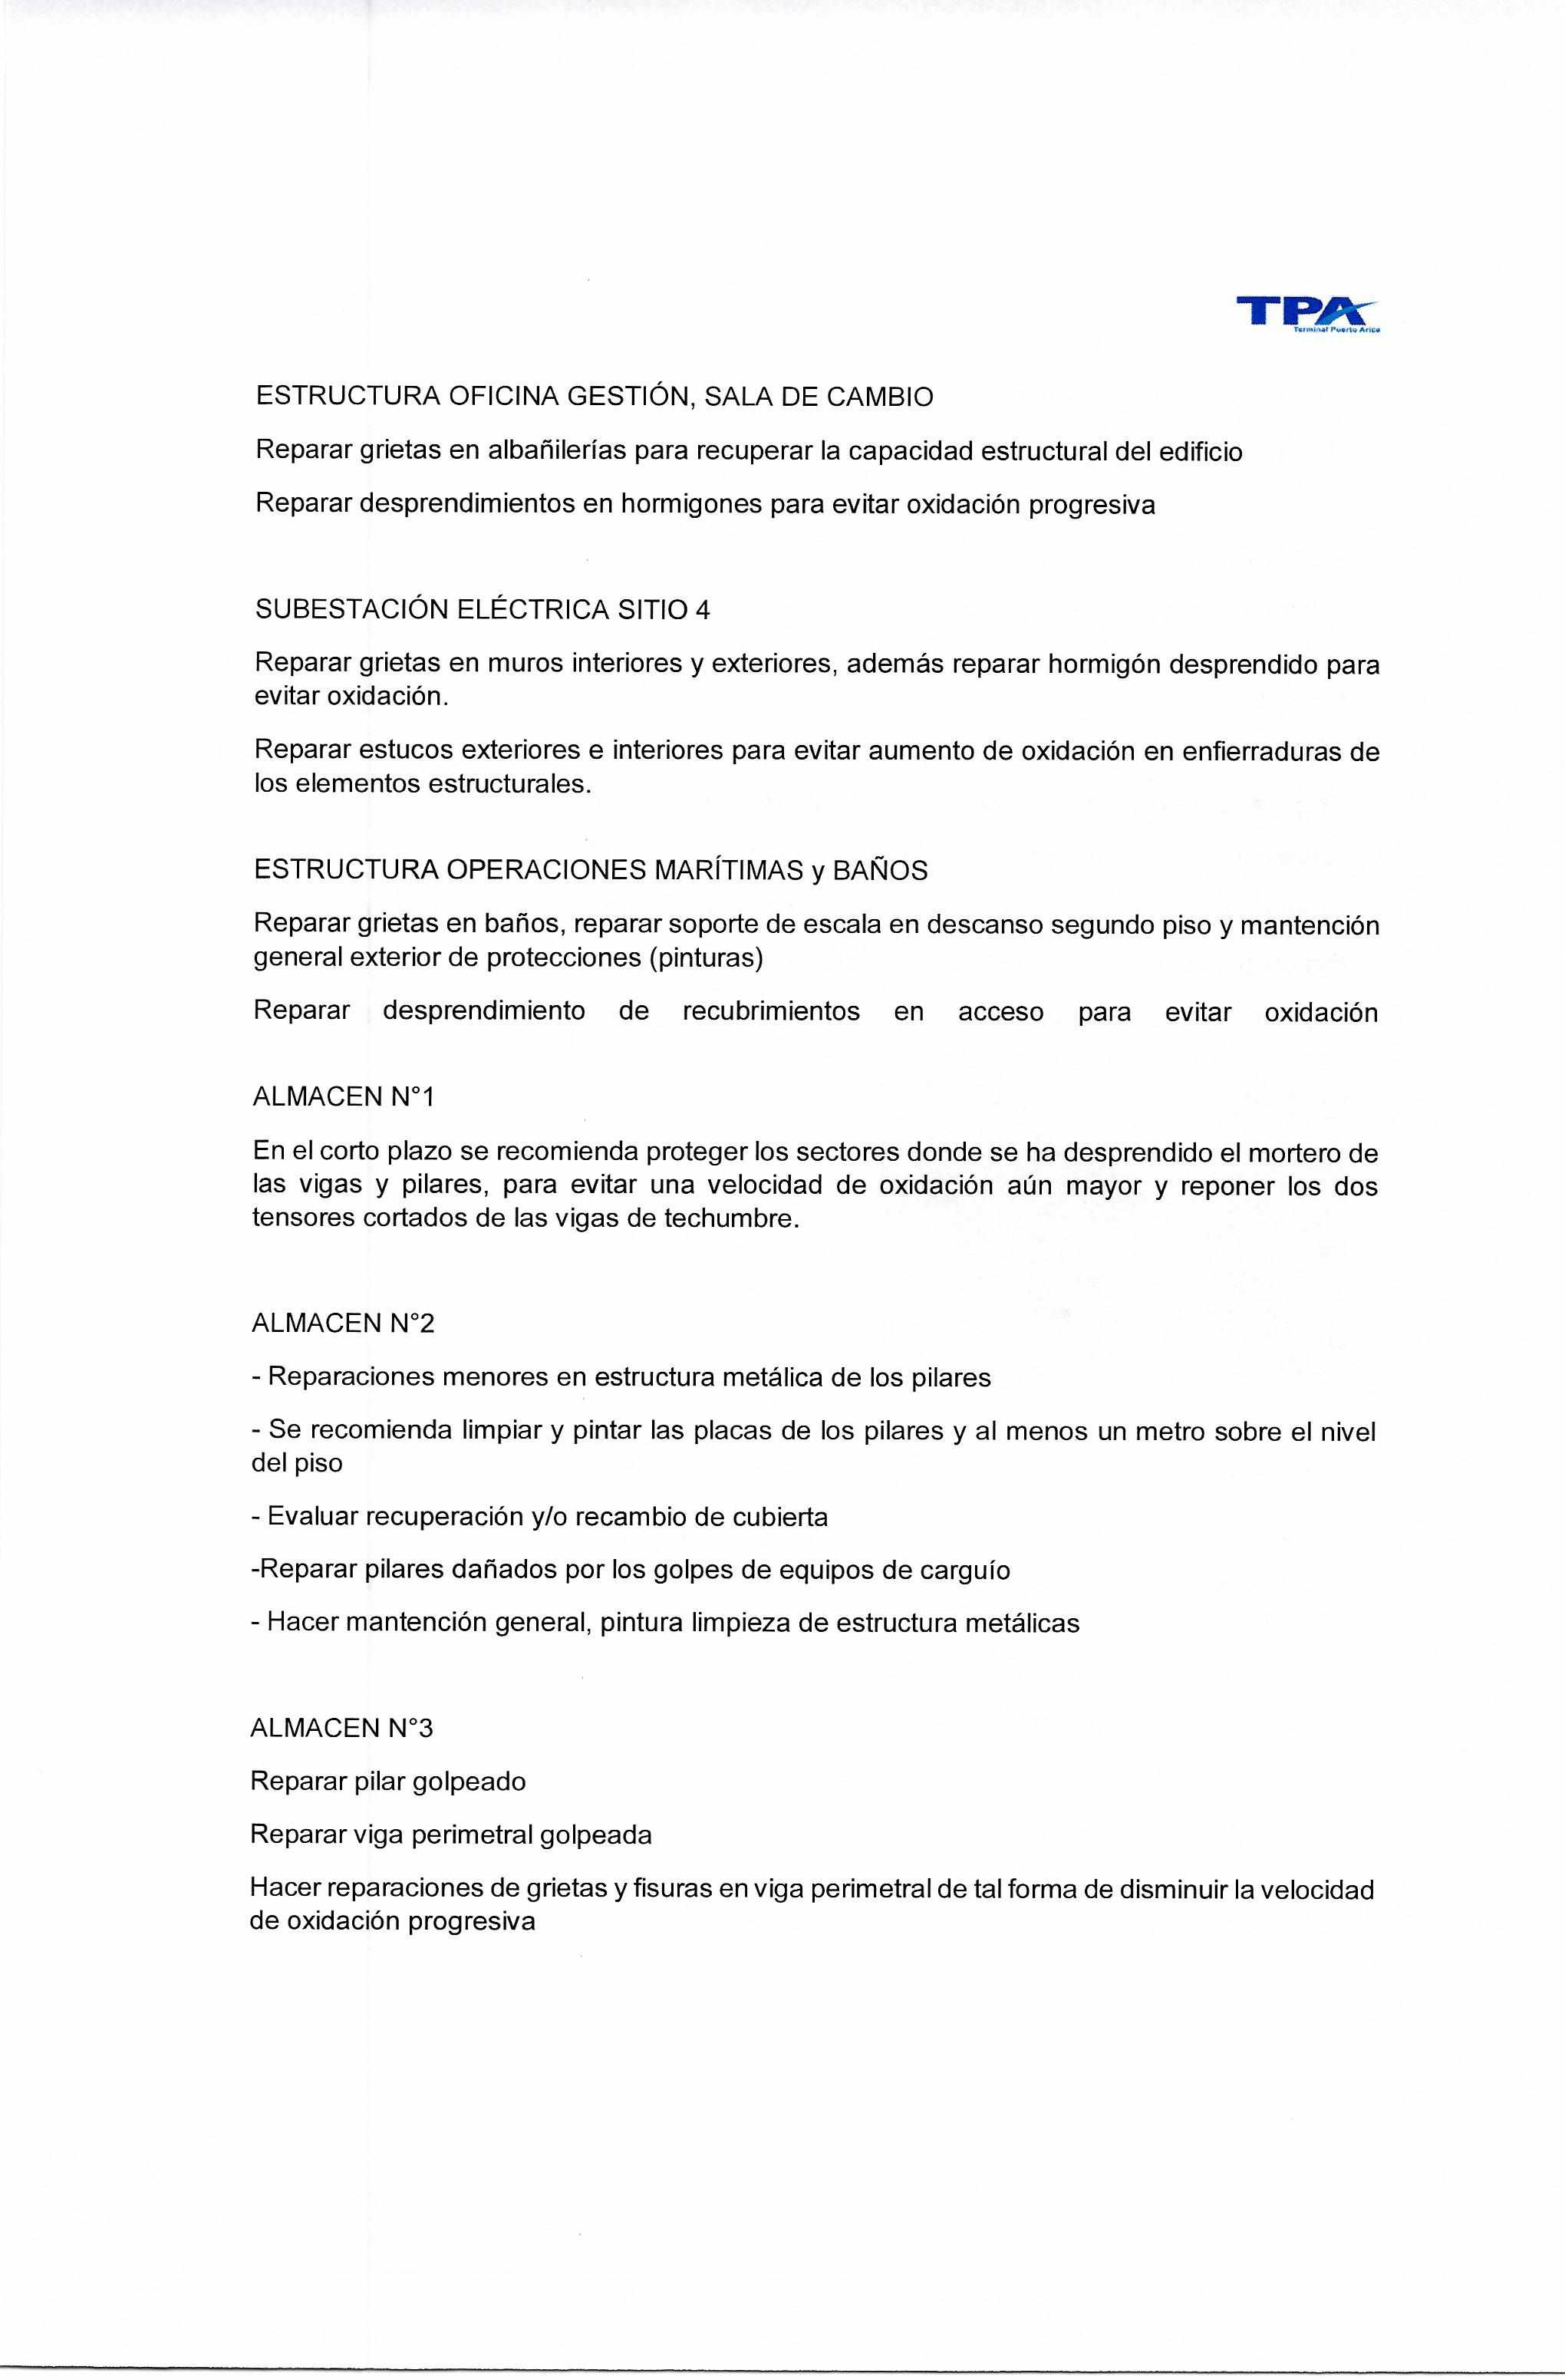 TPA
Terminal Puerto Arica
ESTRUCTURA OFICINA GESTIÓN, SALA DE CAMBIO
Reparar grietas en albañilerías para recuperar la capacidad estructural del edificio
Reparar desprendimientos en hormigones para evitar oxidación progresiva
SUBESTACIÓN ELÉCTRICA SITIO 4
Reparar grietas en muros interiores y exteriores, además reparar hormigón desprendido para
evitar oxidación.
Reparar estucos exteriores e interiores para evitar aumento de oxidación en enfierraduras de
los elementos estructurales.
ESTRUCTURA OPERACIONES MARÍTIMAS y BAÑOS
Reparar grietas en baños, reparar soporte de escala en descanso segundo piso y mantención
general exterior de protecciones (pinturas)
Reparar desprendimiento de recubrimientos en acceso para evitar oxidación
ALMACEN N°1
En el corto plazo se recomienda proteger los sectores donde se ha desprendido el mortero de
las vigas y pilares, para evitar una velocidad de oxidación aún mayor y reponer los dos
tensores cortados de las vigas de techumbre.
ALMACEN N°2
- Reparaciones menores en estructura metálica de los pilares
- Se recomienda limpiar y pintar las placas de los pilares y al menos un metro sobre el nivel
del piso
- Evaluar recuperación y/o recambio de cubierta
-Reparar pilares dañados por los golpes de equipos de carguío
- Hacer mantención general, pintura limpieza de estructura metálicas
ALMACEN N°3
Reparar pilar golpeado
Reparar viga perimetral golpeada
Hacer reparaciones de grietas y fisuras en viga perimetral de tal forma de disminuir la velocidad
de oxidación progresiva